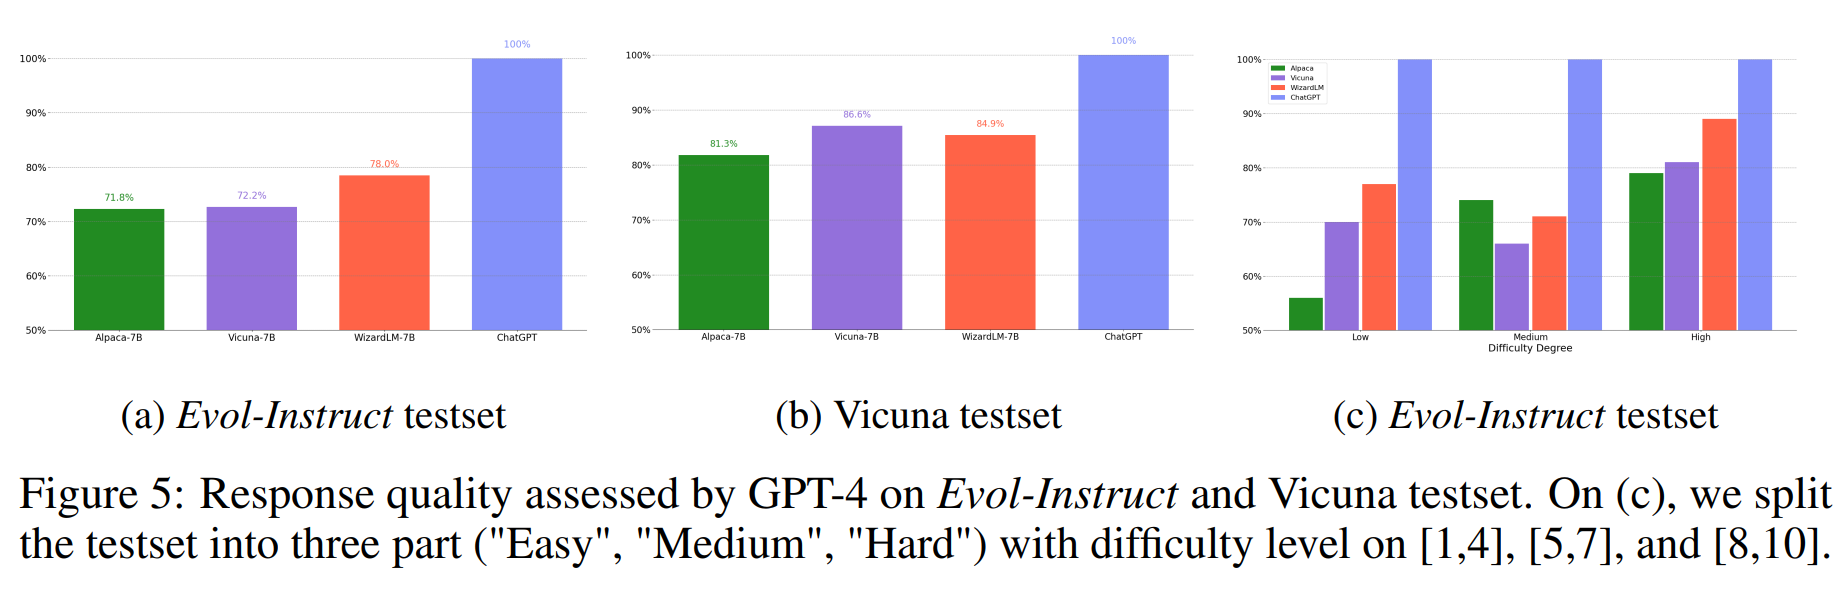 100%
100%
90%
80%
70%
60%
50%
71.8%
72.2%
78.0%
Alpaca-7B
Vicuna-7B
WizardLM-7B
ChatGPT
(a) Evol-Instruct testset
100%
100%
90%
80%
70%
60%
50%
81.3%
86.6%
84.9%
Alpaca-7B
Vicuna-7B
WizardLM-7B
ChatGPT
(b) Vicuna testset
100%
90%
80%
70%
60%
50%
Alpaca
Vicuna
WizardLM
ChatGPT
Low
Medium
High
Difficulty Degree
(c) Evol-Instruct testset
Figure 5: Response quality assessed by GPT-4 on Evol-Instruct and Vicuna testset. On (c), we split
the testset into three part ("Easy", "Medium", "Hard") with difficulty level on [1,4], [5,7], and [8,10].